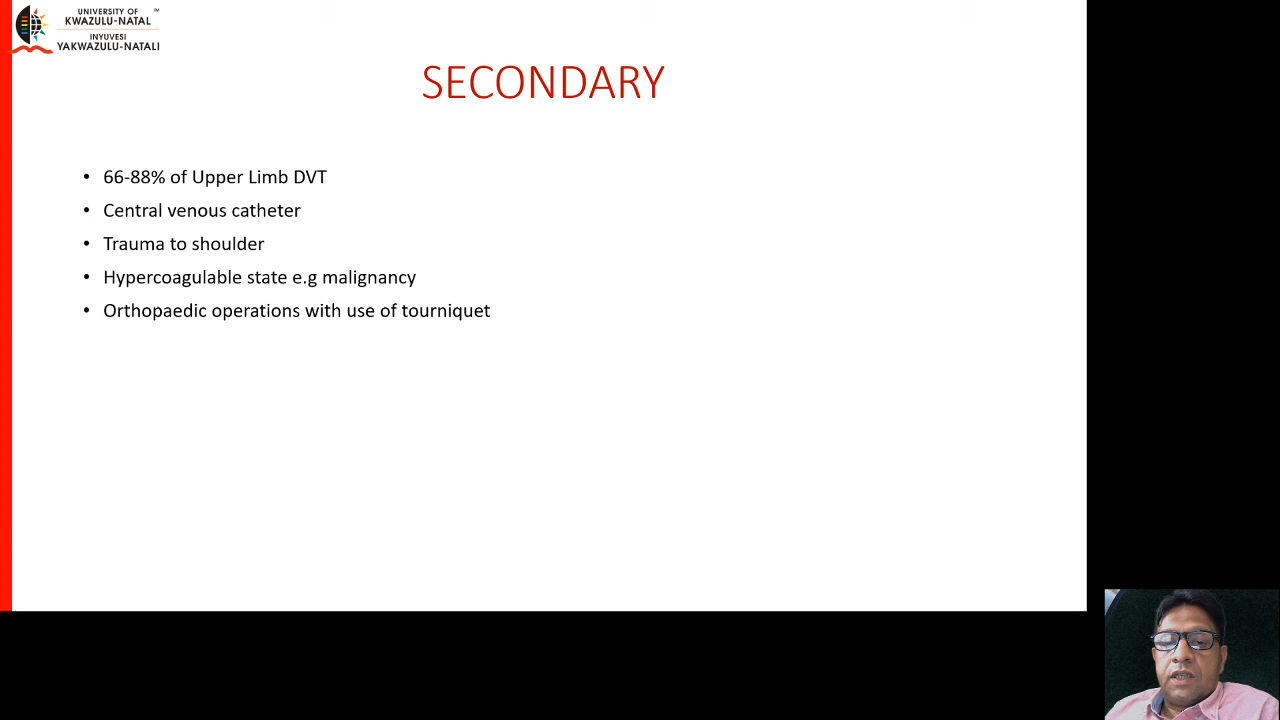 UNIVERSITY OF ™
KWAZULU-NATAL
INYUVESI
YAKWAZULU-NATALI
SECONDARY
• 66-88% of Upper Limb DVT
• Central venous catheter
• Trauma to shoulder
• Hypercoagulable state e.g malignancy
• Orthopaedic operations with use of tourniquet